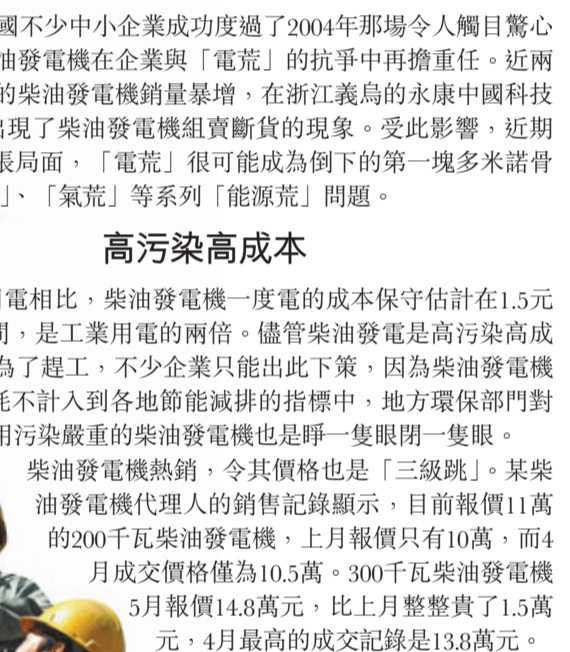 國不少中小企業成功度過了2004年那場令人觸目驚心
油發電機在企業與「電荒」的抗爭中再擔重任。近兩
的柴油發電機銷量暴增，在浙江義烏的永康中國科技
出現了柴油發電機組賣斷貨的現象。受此影響，近期
張局面，「電荒」很可能成為倒下的第一塊多米諾骨
」、「氣荒」等系列「能源荒」問題。
高污染高成本
電相比，柴油發電機一度電的成本保守估計在1.5元
，是工業用電的兩倍。儘管柴油發電是高污染高成
為了趕工，不少企業只能出此下策，因為柴油發電機
耗不計入到各地節能減排的指標中，地方環保部門對
用污染嚴重的柴油發電機也是睜一隻眼閉一隻眼。
柴油發電機熱銷，令其價格也是「三級跳」。某柴
油發電機代理人的銷售記錄顯示，目前報價11萬
的200千瓦柴油發電機，上月報價只有10萬，而4
月成交價格僅為10.5萬。300千瓦柴油發電機
5月報價14.8萬元，比上月整整貴了1.5萬
元，4月最高的成交記錄是13.8萬元。